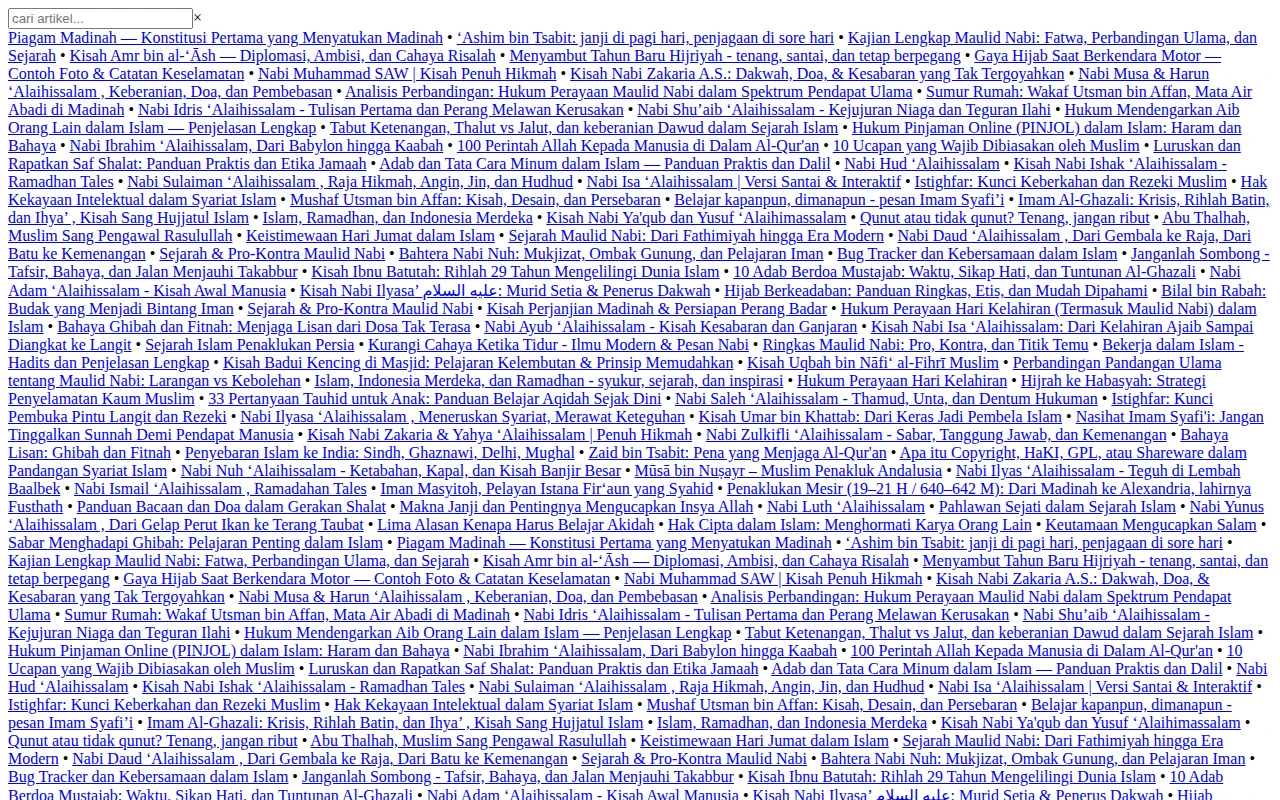 cari artikel... ×
Piagam Madinah — Konstitusi Pertama yang Menyatukan Madinah • ‘Ashim bin Tsabit: janji di pagi hari, penjagaan di sore hari • Kajian Lengkap Maulid Nabi: Fatwa, Perbandingan Ulama, dan
Sejarah • Kisah Amr bin al-‘Āsh — Diplomasi, Ambisi, dan Cahaya Risalah • Menyambut Tahun Baru Hijriyah - tenang, santai, dan tetap berpegang • Gaya Hijab Saat Berkendara Motor —
Contoh Foto & Catatan Keselamatan • Nabi Muhammad SAW | Kisah Penuh Hikmah • Kisah Nabi Zakaria A.S.: Dakwah, Doa, & Kesabaran yang Tak Tergoyahkan • Nabi Musa & Harun
‘Alaihissalam , Keberanian, Doa, dan Pembebasan • Analisis Perbandingan: Hukum Perayaan Maulid Nabi dalam Spektrum Pendapat Ulama • Sumur Rumah: Wakaf Utsman bin Affan, Mata Air
Abadi di Madinah • Nabi Idris ‘Alaihissalam - Tulisan Pertama dan Perang Melawan Kerusakan • Nabi Shu’aib ‘Alaihissalam - Kejujuran Niaga dan Teguran Ilahi • Hukum Mendengarkan Aib
Orang Lain dalam Islam — Penjelasan Lengkap • Tabut Ketenangan, Thalut vs Jalut, dan keberanian Dawud dalam Sejarah Islam • Hukum Pinjaman Online (PINJOL) dalam Islam: Haram dan
Bahaya • Nabi Ibrahim ‘Alaihissalam, Dari Babylon hingga Kaabah • 100 Perintah Allah Kepada Manusia di Dalam Al-Qur'an • 10 Ucapan yang Wajib Dibiasakan oleh Muslim • Luruskan dan
Rapatkan Saf Shalat: Panduan Praktis dan Etika Jamaah • Adab dan Tata Cara Minum dalam Islam — Panduan Praktis dan Dalil • Nabi Hud ‘Alaihissalam • Kisah Nabi Ishak ‘Alaihissalam -
Ramadhan Tales • Nabi Sulaiman ‘Alaihissalam , Raja Hikmah, Angin, Jin, dan Hudhud • Nabi Isa ‘Alaihissalam | Versi Santai & Interaktif • Istighfar: Kunci Keberkahan dan Rezeki Muslim • Hak
Kekayaan Intelektual dalam Syariat Islam • Mushaf Utsman bin Affan: Kisah, Desain, dan Persebaran • Belajar kapanpun, dimanapun - pesan Imam Syafi’i • Imam Al-Ghazali: Krisis, Rihlah Batin,
dan Ihya’ , Kisah Sang Hujjatul Islam • Islam, Ramadhan, dan Indonesia Merdeka • Kisah Nabi Ya'qub dan Yusuf ‘Alaihimassalam • Qunut atau tidak qunut? Tenang, jangan ribut • Abu Thalhah,
Muslim Sang Pengawal Rasulullah • Keistimewaan Hari Jumat dalam Islam • Sejarah Maulid Nabi: Dari Fathimiyah hingga Era Modern • Nabi Daud ‘Alaihissalam , Dari Gembala ke Raja, Dari
Batu ke Kemenangan • Sejarah & Pro-Kontra Maulid Nabi • Bahtera Nabi Nuh: Mukjizat, Ombak Gunung, dan Pelajaran Iman • Bug Tracker dan Kebersamaan dalam Islam • Janganlah Sombong -
Tafsir, Bahaya, dan Jalan Menjauhi Takabbur • Kisah Ibnu Batutah: Rihlah 29 Tahun Mengelilingi Dunia Islam • 10 Adab Berdoa Mustajab: Waktu, Sikap Hati, dan Tuntunan Al-Ghazali • Nabi
Adam ‘Alaihissalam - Kisah Awal Manusia • Kisah Nabi Ilyasa’ عليه السلام: Murid Setia & Penerus Dakwah • Hijab Berkeadaban: Panduan Ringkas, Etis, dan Mudah Dipahami • Bilal bin Rabah:
Budak yang Menjadi Bintang Iman • Sejarah & Pro-Kontra Maulid Nabi • Kisah Perjanjian Madinah & Persiapan Perang Badar • Hukum Perayaan Hari Kelahiran (Termasuk Maulid Nabi) dalam
Islam • Bahaya Ghibah dan Fitnah: Menjaga Lisan dari Dosa Tak Terasa • Nabi Ayub ‘Alaihissalam - Kisah Kesabaran dan Ganjaran • Kisah Nabi Isa ‘Alaihissalam: Dari Kelahiran Ajaib Sampai
Diangkat ke Langit • Sejarah Islam Penaklukan Persia • Kurangi Cahaya Ketika Tidur - Ilmu Modern & Pesan Nabi • Ringkas Maulid Nabi: Pro, Kontra, dan Titik Temu • Bekerja dalam Islam -
Hadits dan Penjelasan Lengkap • Kisah Badui Kencing di Masjid: Pelajaran Kelembutan & Prinsip Memudahkan • Kisah Uqbah bin Nāfi‘ al-Fihrī Muslim • Perbandingan Pandangan Ulama
tentang Maulid Nabi: Larangan vs Kebolehan • Islam, Indonesia Merdeka, dan Ramadhan - syukur, sejarah, dan inspirasi • Hukum Perayaan Hari Kelahiran • Hijrah ke Habasyah: Strategi
Penyelamatan Kaum Muslim • 33 Pertanyaan Tauhid untuk Anak: Panduan Belajar Aqidah Sejak Dini • Nabi Saleh ‘Alaihissalam - Thamud, Unta, dan Dentum Hukuman • Istighfar: Kunci
Pembuka Pintu Langit dan Rezeki • Nabi Ilyasa ‘Alaihissalam , Meneruskan Syariat, Merawat Keteguhan • Kisah Umar bin Khattab: Dari Keras Jadi Pembela Islam • Nasihat Imam Syafi'i: Jangan
Tinggalkan Sunnah Demi Pendapat Manusia • Kisah Nabi Zakaria & Yahya ‘Alaihissalam | Penuh Hikmah • Nabi Zulkifli ‘Alaihissalam - Sabar, Tanggung Jawab, dan Kemenangan • Bahaya
Lisan: Ghibah dan Fitnah • Penyebaran Islam ke India: Sindh, Ghaznawi, Delhi, Mughal • Zaid bin Tsabit: Pena yang Menjaga Al-Qur'an • Apa itu Copyright, HaKI, GPL, atau Shareware dalam
Pandangan Syariat Islam • Nabi Nuh ‘Alaihissalam - Ketabahan, Kapal, dan Kisah Banjir Besar • Mūsā bin Nuṣayr – Muslim Penakluk Andalusia • Nabi Ilyas ‘Alaihissalam - Teguh di Lembah
Baalbek • Nabi Ismail ‘Alaihissalam , Ramadahan Tales • Iman Masyitoh, Pelayan Istana Fir‘aun yang Syahid • Penaklukan Mesir (19–21 H / 640–642 M): Dari Madinah ke Alexandria, lahirnya
Fusthath • Panduan Bacaan dan Doa dalam Gerakan Shalat • Makna Janji dan Pentingnya Mengucapkan Insya Allah • Nabi Luth ‘Alaihissalam • Pahlawan Sejati dalam Sejarah Islam • Nabi Yunus
‘Alaihissalam , Dari Gelap Perut Ikan ke Terang Taubat • Lima Alasan Kenapa Harus Belajar Akidah • Hak Cipta dalam Islam: Menghormati Karya Orang Lain • Keutamaan Mengucapkan Salam •
Sabar Menghadapi Ghibah: Pelajaran Penting dalam Islam • Piagam Madinah — Konstitusi Pertama yang Menyatukan Madinah • ‘Ashim bin Tsabit: janji di pagi hari, penjagaan di sore hari •
Kajian Lengkap Maulid Nabi: Fatwa, Perbandingan Ulama, dan Sejarah • Kisah Amr bin al-‘Āsh — Diplomasi, Ambisi, dan Cahaya Risalah • Menyambut Tahun Baru Hijriyah - tenang, santai, dan
tetap berpegang • Gaya Hijab Saat Berkendara Motor — Contoh Foto & Catatan Keselamatan • Nabi Muhammad SAW | Kisah Penuh Hikmah • Kisah Nabi Zakaria A.S.: Dakwah, Doa, &
Kesabaran yang Tak Tergoyahkan • Nabi Musa & Harun ‘Alaihissalam , Keberanian, Doa, dan Pembebasan • Analisis Perbandingan: Hukum Perayaan Maulid Nabi dalam Spektrum Pendapat
Ulama • Sumur Rumah: Wakaf Utsman bin Affan, Mata Air Abadi di Madinah • Nabi Idris ‘Alaihissalam - Tulisan Pertama dan Perang Melawan Kerusakan • Nabi Shu’aib ‘Alaihissalam -
Kejujuran Niaga dan Teguran Ilahi • Hukum Mendengarkan Aib Orang Lain dalam Islam — Penjelasan Lengkap • Tabut Ketenangan, Thalut vs Jalut, dan keberanian Dawud dalam Sejarah Islam •
Hukum Pinjaman Online (PINJOL) dalam Islam: Haram dan Bahaya • Nabi Ibrahim ‘Alaihissalam, Dari Babylon hingga Kaabah • 100 Perintah Allah Kepada Manusia di Dalam Al-Qur'an • 10
Ucapan yang Wajib Dibiasakan oleh Muslim • Luruskan dan Rapatkan Saf Shalat: Panduan Praktis dan Etika Jamaah • Adab dan Tata Cara Minum dalam Islam — Panduan Praktis dan Dalil • Nabi
Hud ‘Alaihissalam • Kisah Nabi Ishak ‘Alaihissalam - Ramadhan Tales • Nabi Sulaiman ‘Alaihissalam , Raja Hikmah, Angin, Jin, dan Hudhud • Nabi Isa ‘Alaihissalam | Versi Santai & Interaktif •
Istighfar: Kunci Keberkahan dan Rezeki Muslim • Hak Kekayaan Intelektual dalam Syariat Islam • Mushaf Utsman bin Affan: Kisah, Desain, dan Persebaran • Belajar kapanpun, dimanapun -
pesan Imam Syafi’i • Imam Al-Ghazali: Krisis, Rihlah Batin, dan Ihya’ , Kisah Sang Hujjatul Islam • Islam, Ramadhan, dan Indonesia Merdeka • Kisah Nabi Ya'qub dan Yusuf ‘Alaihimassalam •
Qunut atau tidak qunut? Tenang, jangan ribut • Abu Thalhah, Muslim Sang Pengawal Rasulullah • Keistimewaan Hari Jumat dalam Islam • Sejarah Maulid Nabi: Dari Fathimiyah hingga Era
Modern • Nabi Daud ‘Alaihissalam , Dari Gembala ke Raja, Dari Batu ke Kemenangan • Sejarah & Pro-Kontra Maulid Nabi • Bahtera Nabi Nuh: Mukjizat, Ombak Gunung, dan Pelajaran Iman •
Bug Tracker dan Kebersamaan dalam Islam • Janganlah Sombong - Tafsir, Bahaya, dan Jalan Menjauhi Takabbur • Kisah Ibnu Batutah: Rihlah 29 Tahun Mengelilingi Dunia Islam • 10 Adab
Berdoa Mustajab: Waktu, Sikap Hati, dan Tuntunan Al-Ghazali • Nabi Adam ‘Alaihissalam - Kisah Awal Manusia • Kisah Nabi Ilyasa’ عليه السلام: Murid Setia & Penerus Dakwah • Hijab